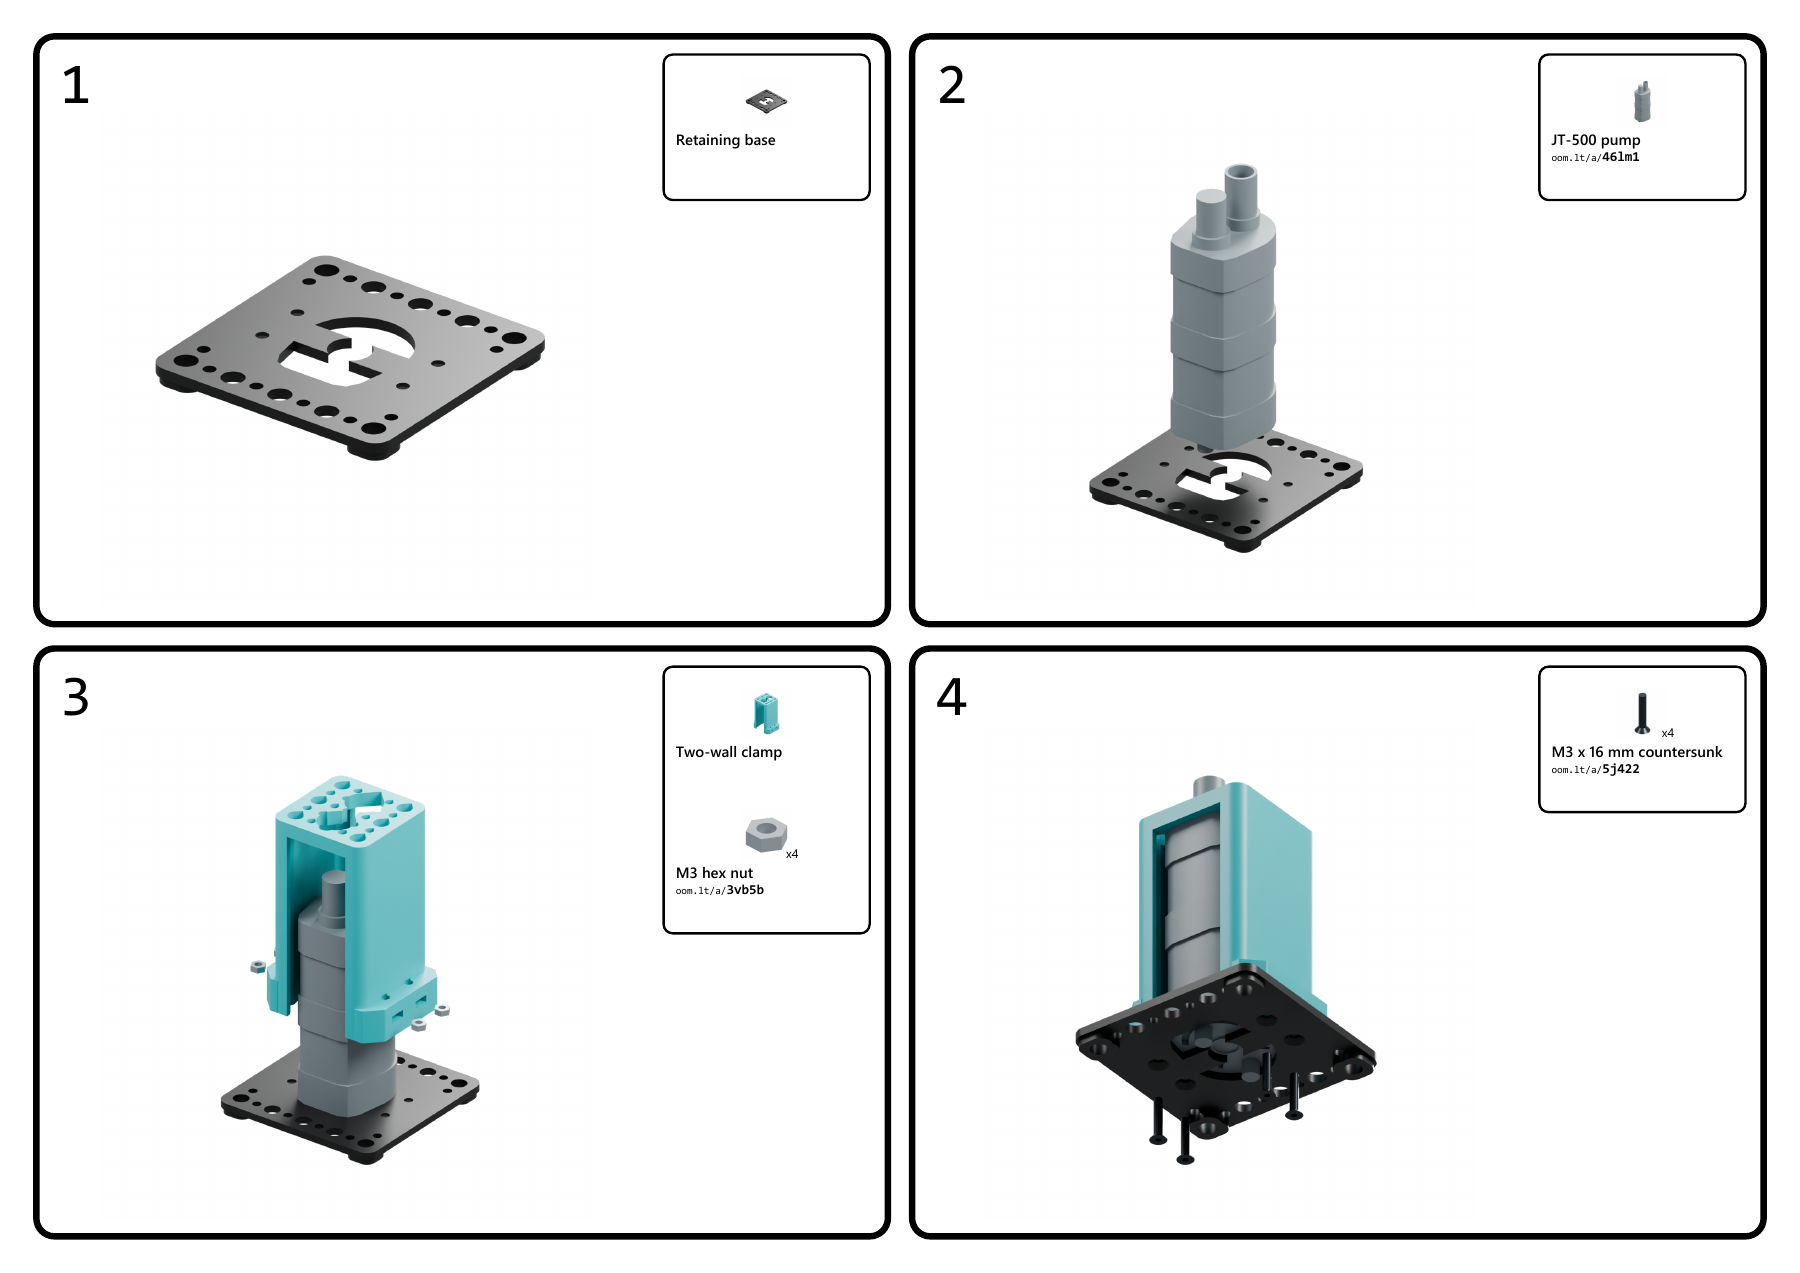 1
Retaining base
2
JT-500 pump
oom.lt/a/46lm1
3
Two-wall clamp
x4
M3 hex nut
oom.lt/a/3vb5b
4
x4
M3 x 16 mm countersunk
oom.lt/a/5j422